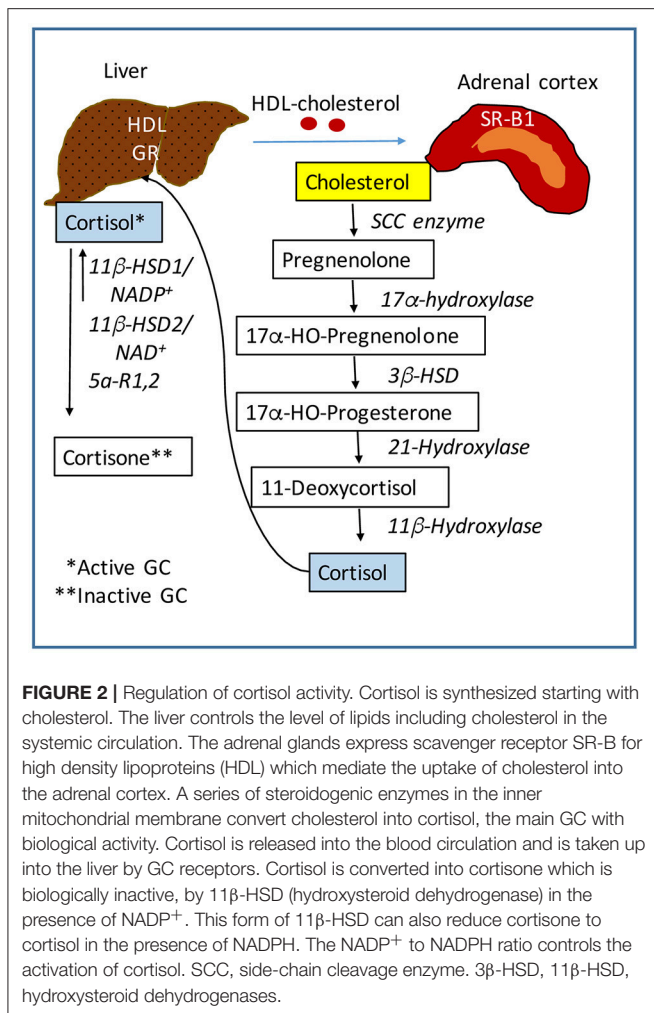 Liver
Adrenal cortex
HDL-cholesterol
HDL
GR
SR-B1
Cholesterol
Cortisol*
SCC enzyme
11β-HSD1/
NADP+
11β-HSD2/
NAD+
5a-R1,2
Pregnenolone
17α-hydroxylase
17α-HO-Pregnenolone
3β-HSD
17α-HO-Progesterone
21-Hydroxylase
Cortisone**
11-Deoxycortisol
11β-Hydroxylase
Cortisol
*Active GC
**Inactive GC
FIGURE 2 | Regulation of cortisol activity. Cortisol is synthesized starting with
cholesterol. The liver controls the level of lipids including cholesterol in the
systemic circulation. The adrenal glands express scavenger receptor SR-B for
high density lipoproteins (HDL) which mediate the uptake of cholesterol into
the adrenal cortex. A series of steroidogenic enzymes in the inner
mitochondrial membrane convert cholesterol into cortisol, the main GC with
biological activity. Cortisol is released into the blood circulation and is taken up
into the liver by GC receptors. Cortisol is converted into cortisone which is
biologically inactive, by 11β-HSD (hydroxysteroid dehydrogenase) in the
presence of NADP+. This form of 11β-HSD can also reduce cortisone to
cortisol in the presence of NADPH. The NADP+ to NADPH ratio controls the
activation of cortisol. SCC, side-chain cleavage enzyme. 3β-HSD, 11β-HSD,
hydroxysteroid dehydrogenases.